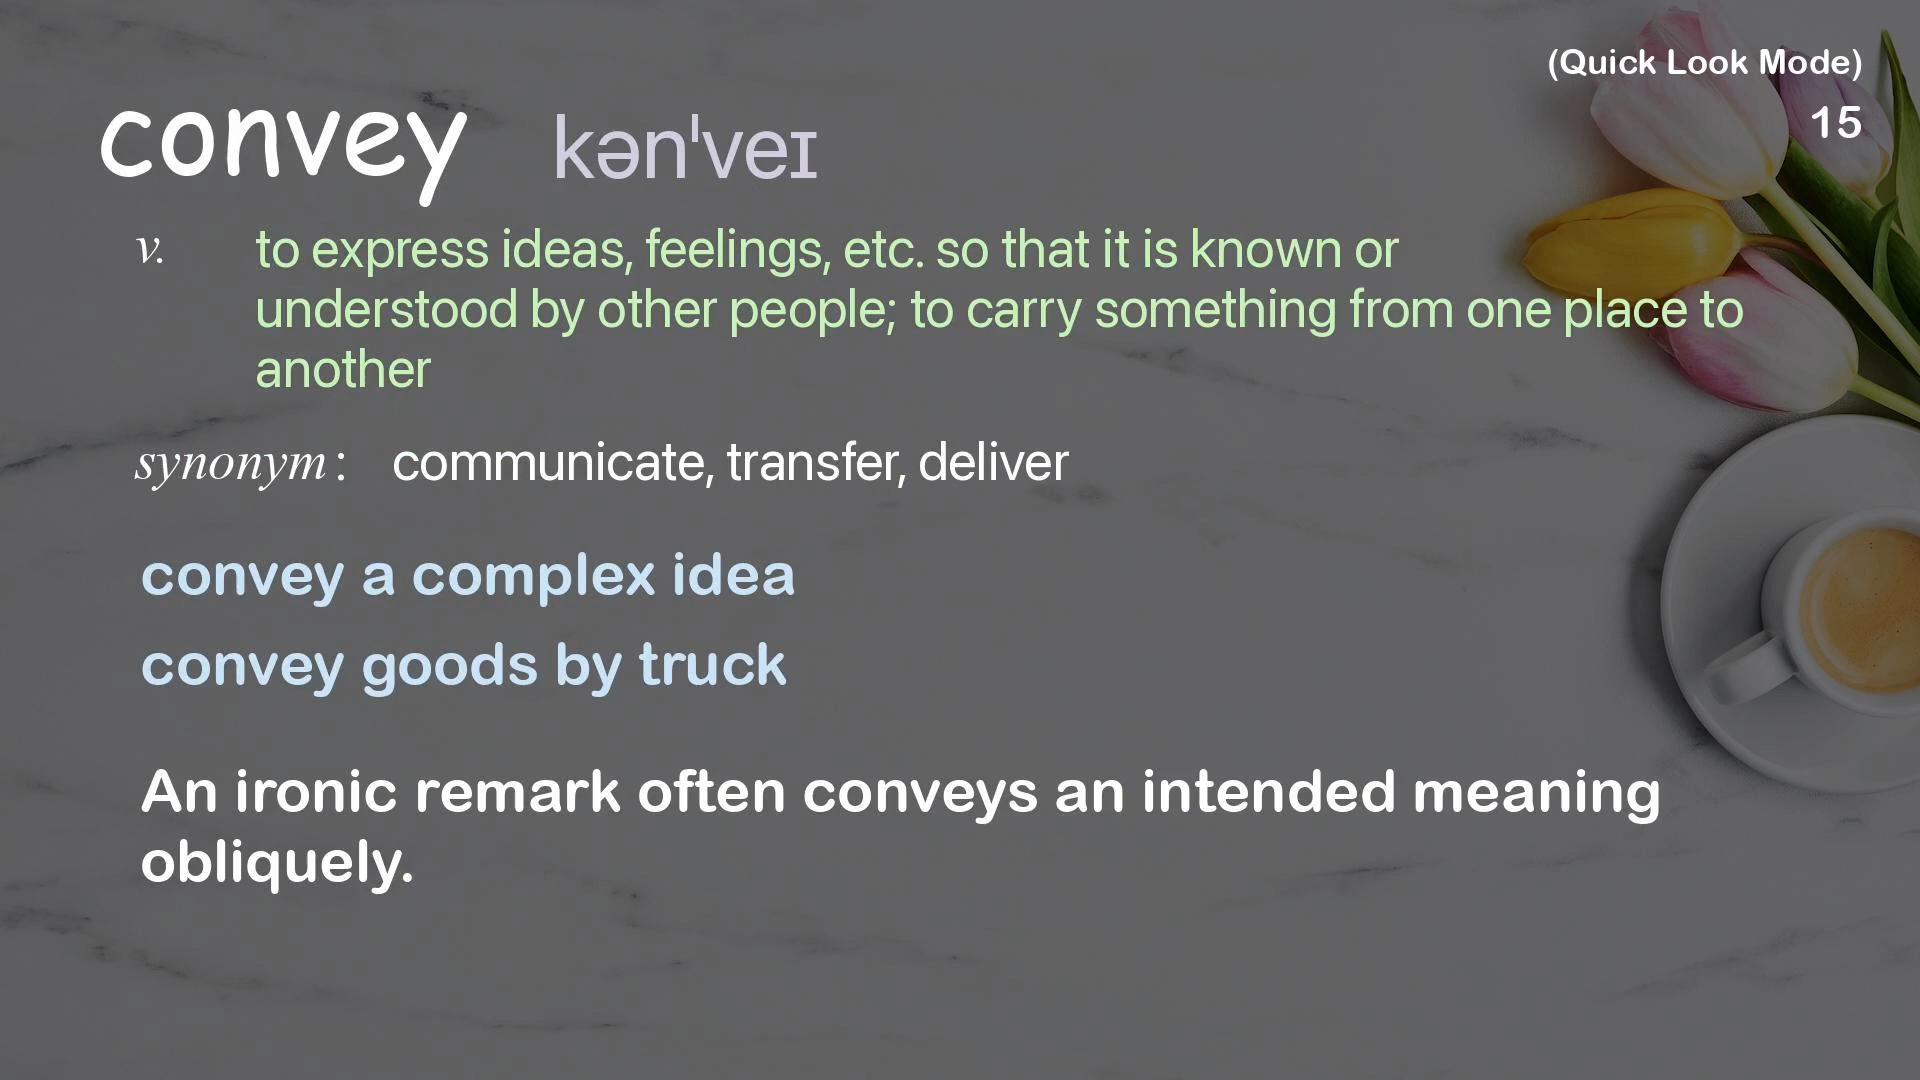 (Quick Look Mode)
15
convey kən'veɪ
v. to express ideas, feelings, etc. so that it is known or
understood by other people; to carry something from one place to
another
synonym: communicate, transfer, deliver
convey a complex idea
convey goods by truck
An ironic remark often conveys an intended meaning
obliquely.